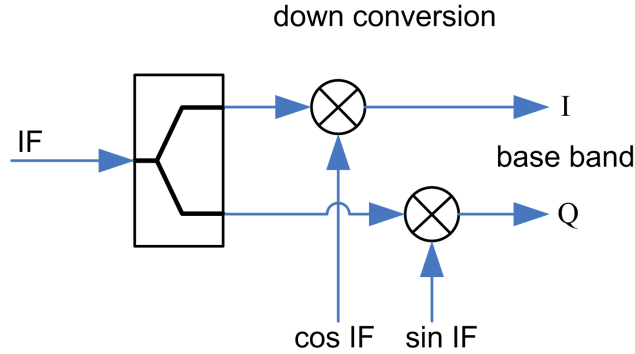 down conversion
IF
I
base band
Q
cos IF
sin IF